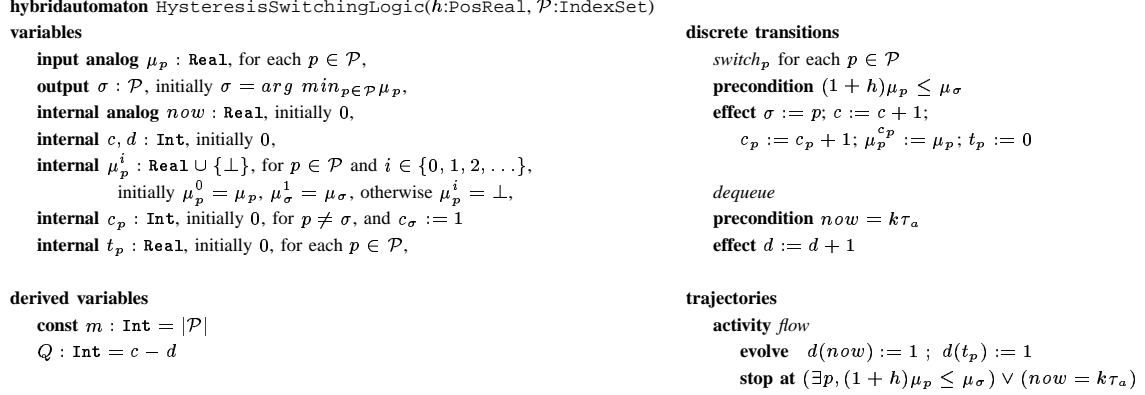 hybridautomaton HysteresisSwitchingLogic(h:PosReal, 𝒫:IndexSet)
variables
input analog μ_p : Real, for each p ∈ 𝒫,
output σ : 𝒫, initially σ = arg min_{p∈𝒫} μ_p,
internal analog now : Real, initially 0,
internal c, d : Int, initially 0,
internal μ_p^i : Real ∪ {⊥}, for p ∈ 𝒫 and i ∈ {0, 1, 2, . . .},
initially μ_p^0 = μ_p, μ_σ^1 = μ_σ, otherwise μ_p^i = ⊥,
internal c_p : Int, initially 0, for p ≠ σ, and c_σ := 1
internal t_p : Real, initially 0, for each p ∈ 𝒫,
derived variables
const m : Int = |𝒫|
Q : Int = c − d
discrete transitions
switch_p for each p ∈ 𝒫
precondition (1 + h)μ_p ≤ μ_σ
effect σ := p; c := c + 1;
c_p := c_p + 1; μ_p^{c_p} := μ_p; t_p := 0
dequeue
precondition now = kτ_a
effect d := d + 1
trajectories
activity flow
evolve d(now) := 1 ; d(t_p) := 1
stop at (∃p, (1 + h)μ_p ≤ μ_σ) ∨ (now = kτ_a)